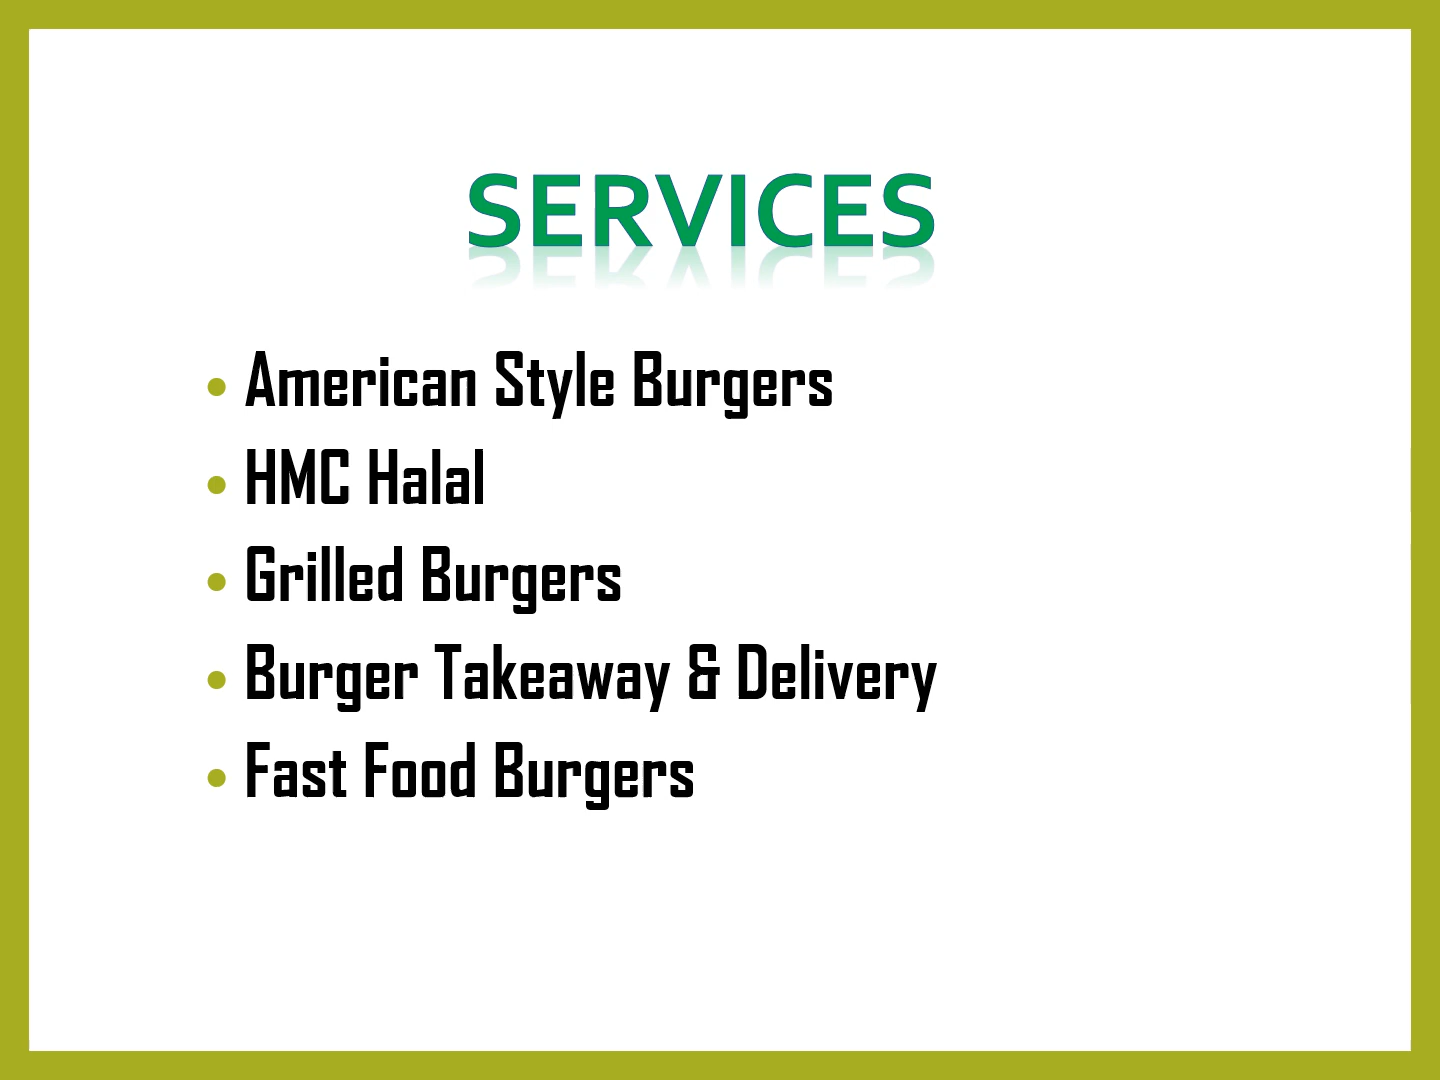 SERVICES
• American Style Burgers
• HMC Halal
• Grilled Burgers
• Burger Takeaway & Delivery
• Fast Food Burgers